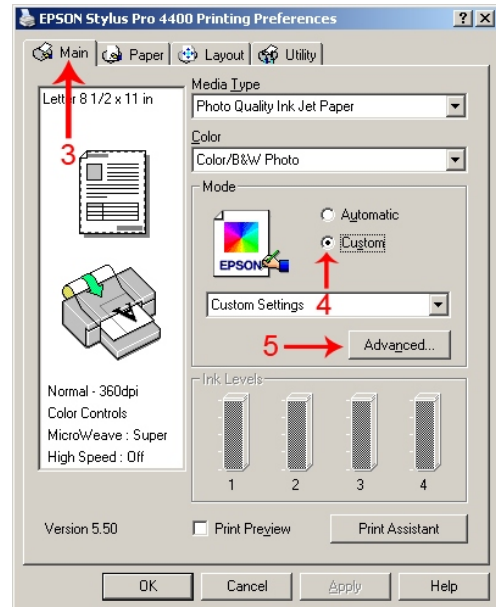 EPSON Stylus Pro 4400 Printing Preferences
Main
Paper
Layout
Utility
Letter 8 1/2 x 11 in
3
Media Type
Photo Quality Ink Jet Paper
Color
Color/B&W Photo
Mode
EPSON
Automatic
Custom
4
Custom Settings
5
Advanced...
Normal - 360dpi
Color Controls
MicroWeave : Super
High Speed : Off
Ink Levels
1 2 3 4
Version 5.50
Print Preview
Print Assistant
OK Cancel Apply Help